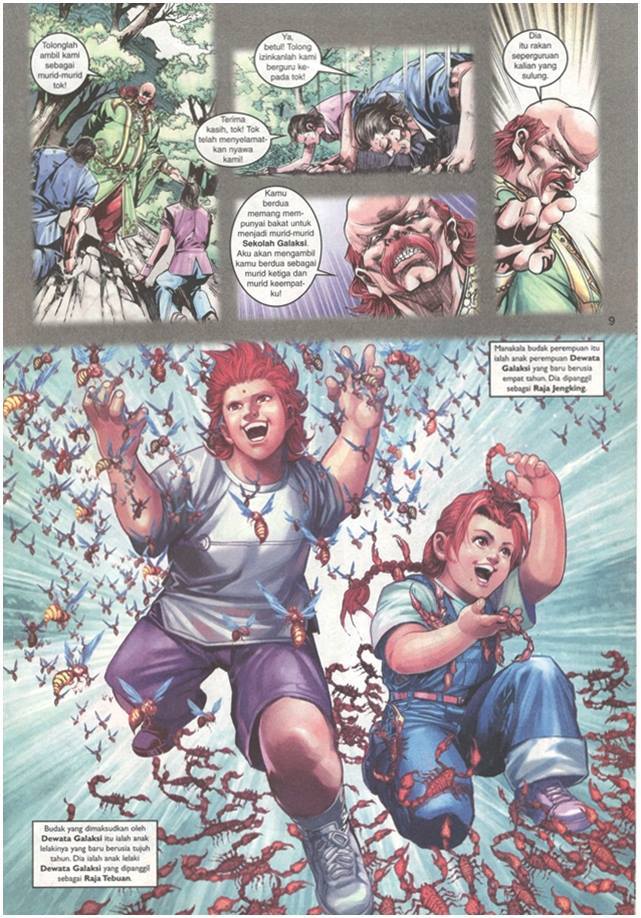 Tolonglah
ambil kami
sebagai
murid-murid
tok!
Ya,
betul! Tolong
izinkanlah kami
berguru ke-
pada tok!
Terima
kasih, tok! Tok
telah menyelamat-
kan nyawa
kami!
Kamu
berdua
memang mem-
punyai bakat untuk
menjadi murid-murid
Sekolah Galaksi.
Aku akan mengambil
kamu berdua sebagai
murid ketiga dan
murid keempat-
ku!
Dia
itu rakan
seperguruan
kalian yang
sulung.
9
Manakala budak perempuan itu
ialah anak perempuan Dewata
Galaksi yang baru berusia
empat tahun. Dia dipanggil
sebagai Raja Jengking.
Budak yang dimaksudkan oleh
Dewata Galaksi itu ialah anak
lelakinya yang baru berusia tujuh
tahun. Dia ialah anak lelaki
Dewata Galaksi yang dipanggil
sebagai Raja Tebuan.